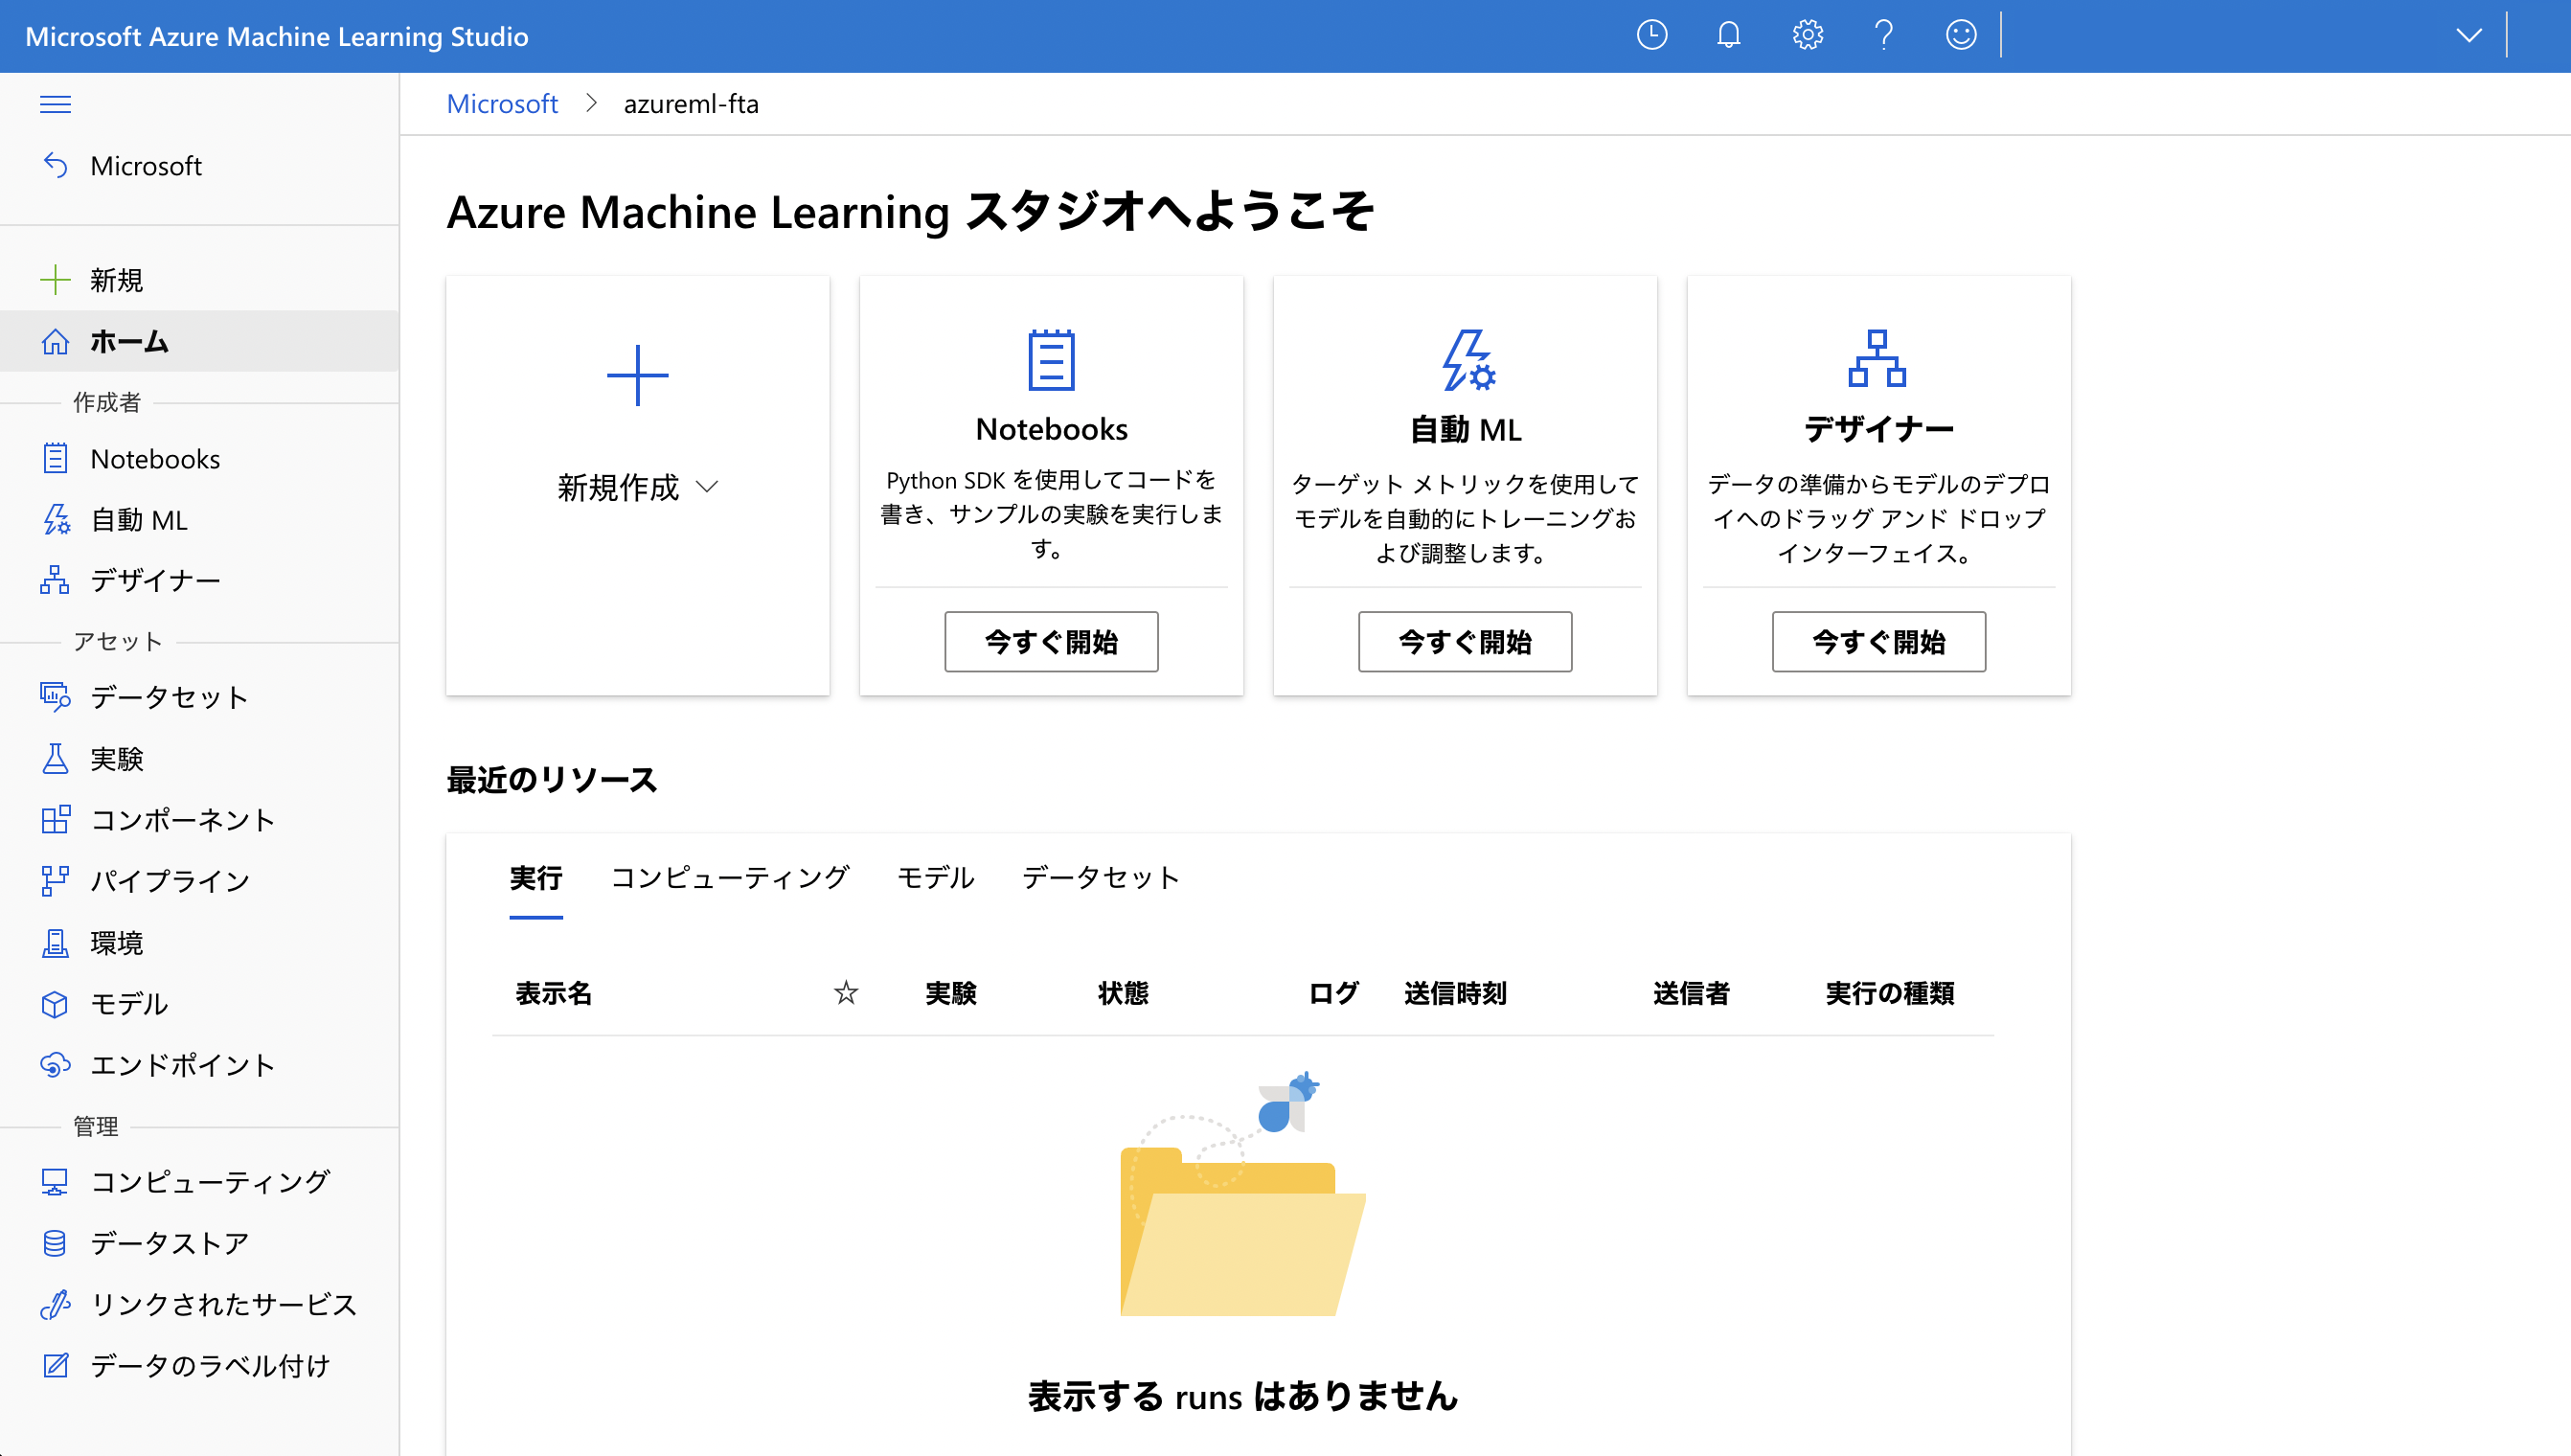 Microsoft Azure Machine Learning Studio
Microsoft
azureml-fta
Microsoft
新規
ホーム
作成者
Notebooks
自動 ML
デザイナー
アセット
データセット
実験
コンポーネント
パイプライン
環境
モデル
エンドポイント
管理
コンピューティング
データストア
リンクされたサービス
データのラベル付け
Azure Machine Learning スタジオへようこそ
新規作成
Notebooks
Python SDK を使用してコードを
書き、サンプルの実験を実行しま
す。
今すぐ開始
自動 ML
ターゲット メトリックを使用して
モデルを自動的にトレーニングお
よび調整します。
今すぐ開始
デザイナー
データの準備からモデルのデプロ
イへのドラッグ アンド ドロップ
インターフェイス。
今すぐ開始
最近のリソース
実行 コンピューティング モデル データセット
表示名 実験 状態 ログ 送信時刻 送信者 実行の種類
表示する runs はありません